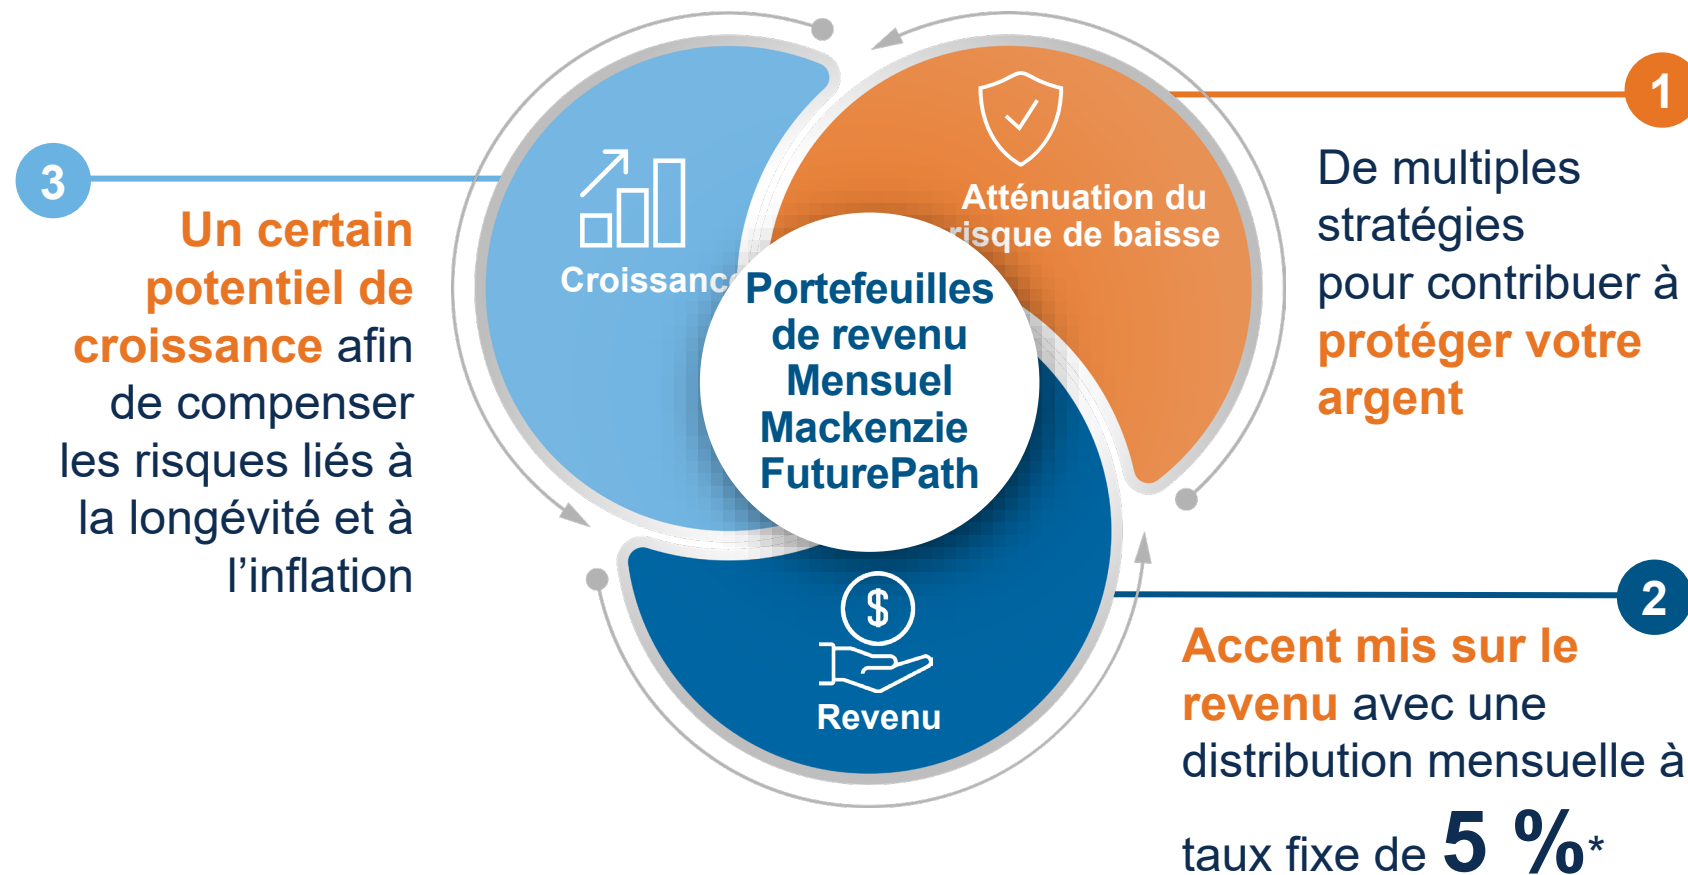 1
De multiples
stratégies
pour contribuer à
protéger votre
argent
2
Accent mis sur le
revenu avec une
distribution mensuelle à
taux fixe de 5 %*
3
Un certain
potentiel de
croissance afin
de compenser
les risques liés à
la longévité et à
l’inflation
Atténuation du
risque de baisse
Croissance
Portefeuilles
de revenu
Mensuel
Mackenzie
FuturePath
$
Revenu